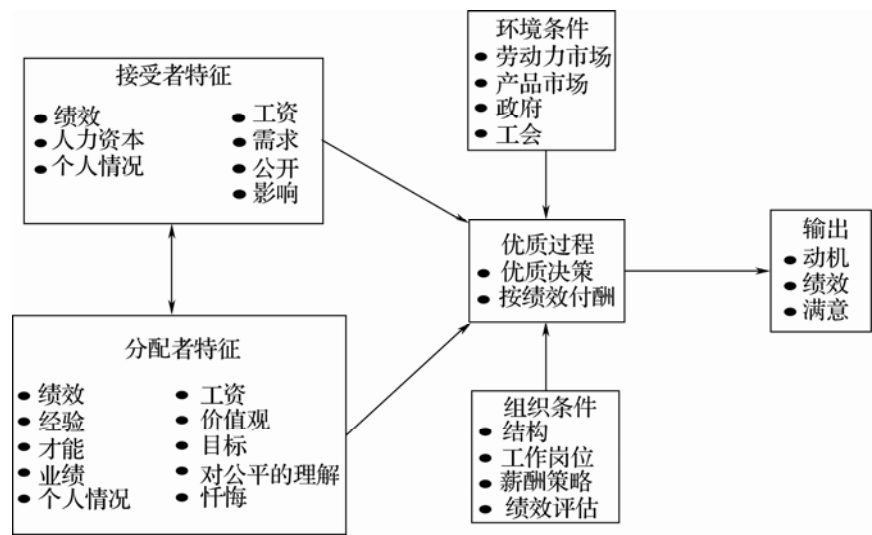 接受者特征
● 绩效
● 人力资本
● 个人情况
● 工资
● 需求
● 公开
● 影响
环境条件
● 劳动力市场
● 产品市场
● 政府
● 工会
优质过程
● 优质决策
● 按绩效付酬
输出
● 动机
● 绩效
● 满意
分配者特征
● 绩效
● 经验
● 才能
● 业绩
● 个人情况
● 工资
● 价值观
● 目标
● 对公平的理解
● 忏悔
组织条件
● 结构
● 工作岗位
● 薪酬策略
● 绩效评估